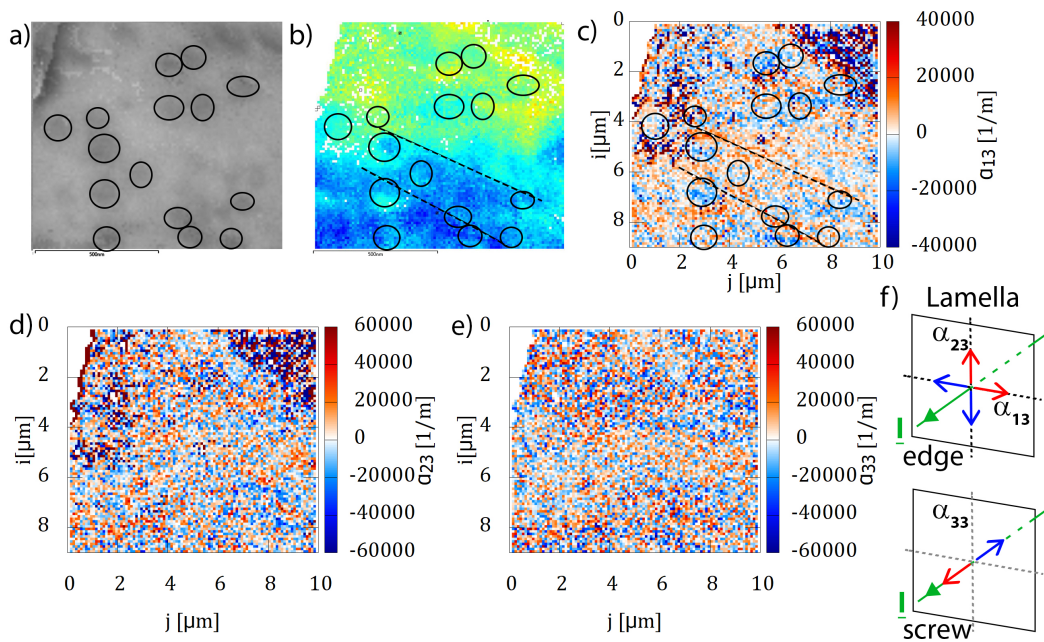 a)
500nm
b)
500nm
c)
0
2
4
6
8
i[µm]
0 2 4 6 8 10
j [µm]
40000
20000
0
-20000
-40000
α13 [1/m]
d)
0
2
4
6
8
i[µm]
0 2 4 6 8 10
j [µm]
60000
40000
20000
0
-20000
-40000
-60000
α23 [1/m]
e)
0
2
4
6
8
i[µm]
0 2 4 6 8 10
j [µm]
60000
40000
20000
0
-20000
-40000
-60000
α33 [1/m]
f)
Lamella
α23
α13
l
edge
α33
l
screw